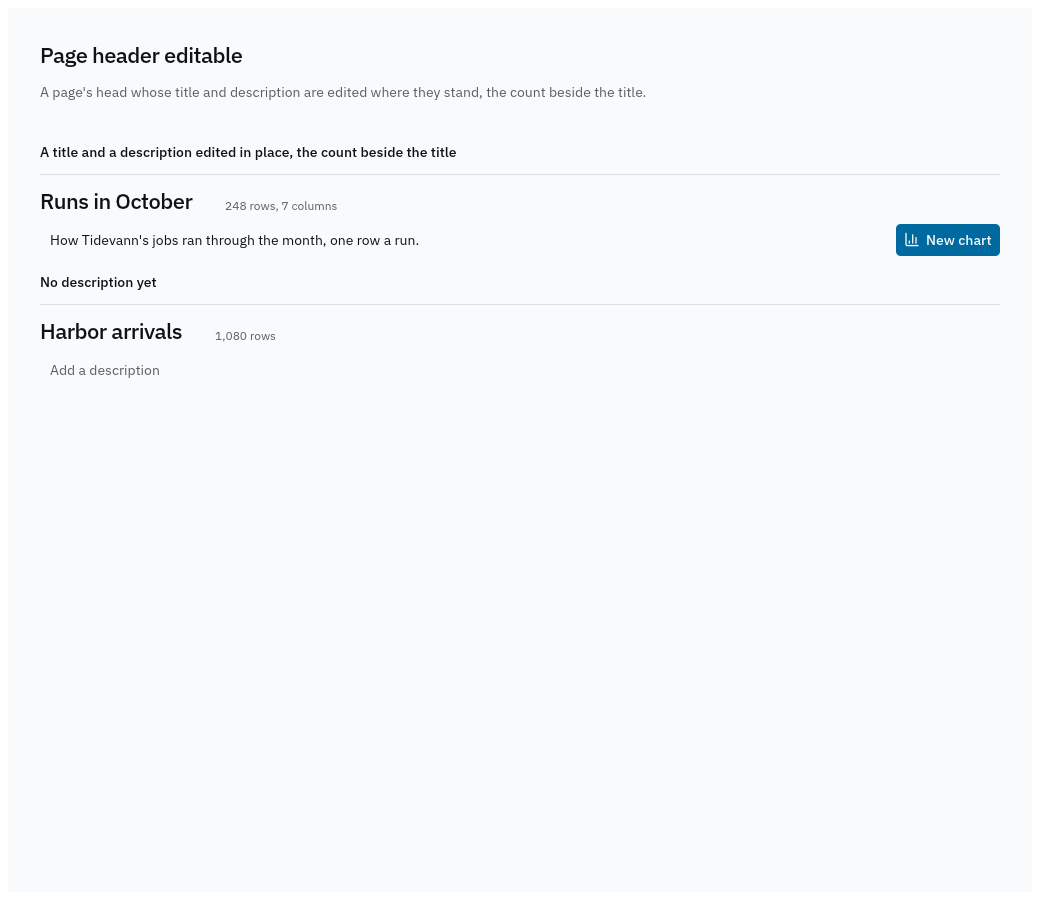 Page header editable
A page's head whose title and description are edited where they stand, the count beside the title.
A title and a description edited in place, the count beside the title
Runs in October 248 rows, 7 columns
How Tidevann's jobs ran through the month, one row a run. New chart
No description yet
Harbor arrivals 1,080 rows
Add a description